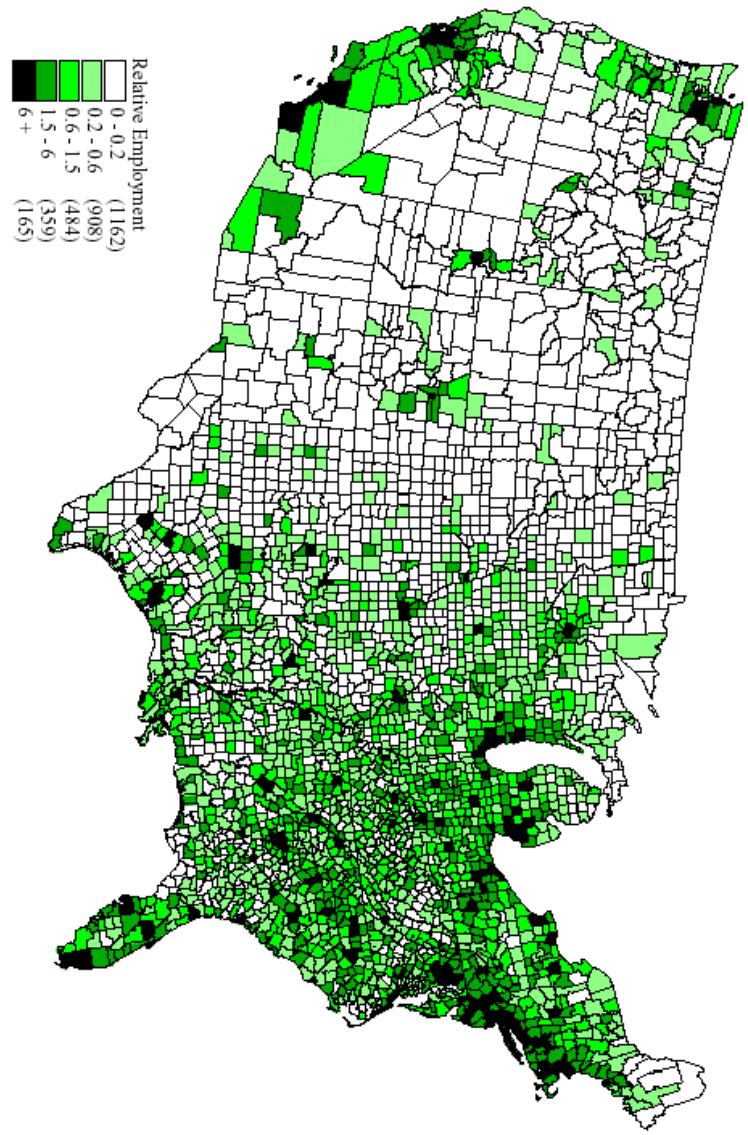 Relative Employment
0 - 0.2 (1162)
0.2 - 0.6 (908)
0.6 - 1.5 (484)
1.5 - 6 (359)
6 + (165)